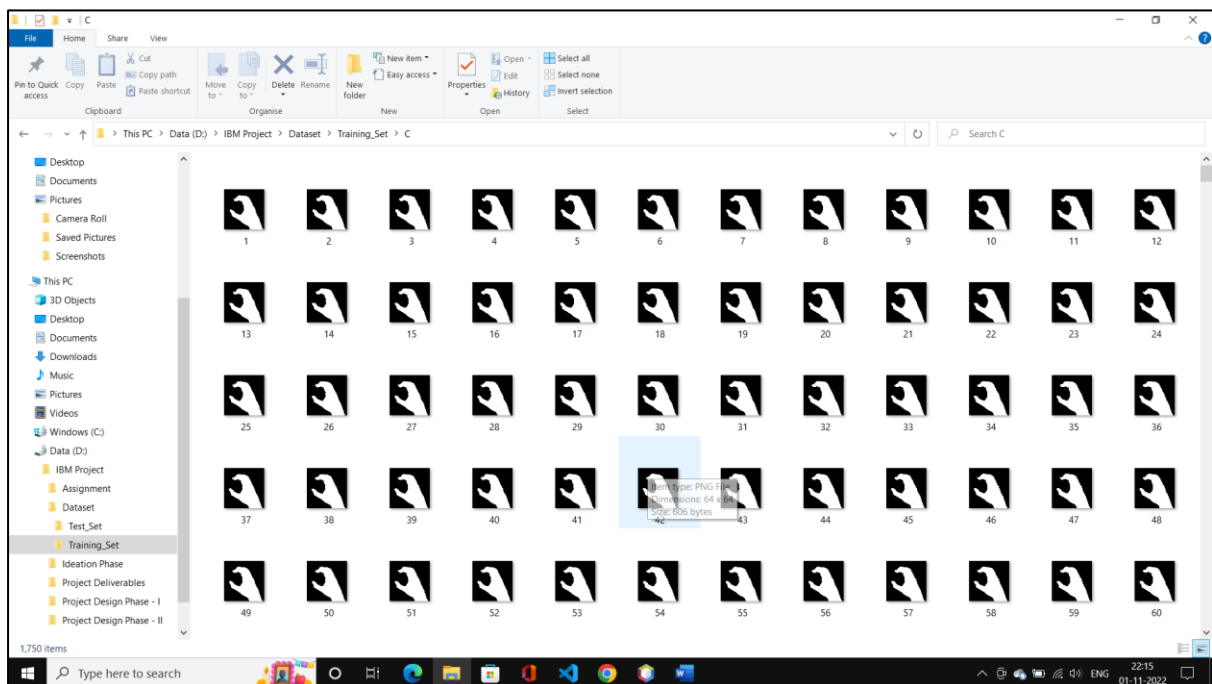 C
File Home Share View
Pin to Quick access
Copy
Paste
Cut
Copy path
Paste shortcut
Clipboard
Move to
Copy to
Delete
Rename
Organise
New folder
New item
Easy access
New
Properties
Open
Edit
History
Open
Select all
Select none
Invert selection
Select
This PC > Data (D:) > IBM Project > Dataset > Training_Set > C
Search C
Desktop
Documents
Pictures
Camera Roll
Saved Pictures
Screenshots
This PC
3D Objects
Desktop
Documents
Downloads
Music
Pictures
Videos
Windows (C:)
Data (D:)
IBM Project
Assignment
Dataset
Test_Set
Training_Set
Ideation Phase
Project Deliverables
Project Design Phase - I
Project Design Phase - II
1 2 3 4 5 6 7 8 9 10 11 12
13 14 15 16 17 18 19 20 21 22 23 24
25 26 27 28 29 30 31 32 33 34 35 36
Item type: PNG File
Dimensions: 64 x 64
Size: 606 bytes
37 38 39 40 41 42 43 44 45 46 47 48
49 50 51 52 53 54 55 56 57 58 59 60
1,750 items
Type here to search
ENG
22:15
01-11-2022